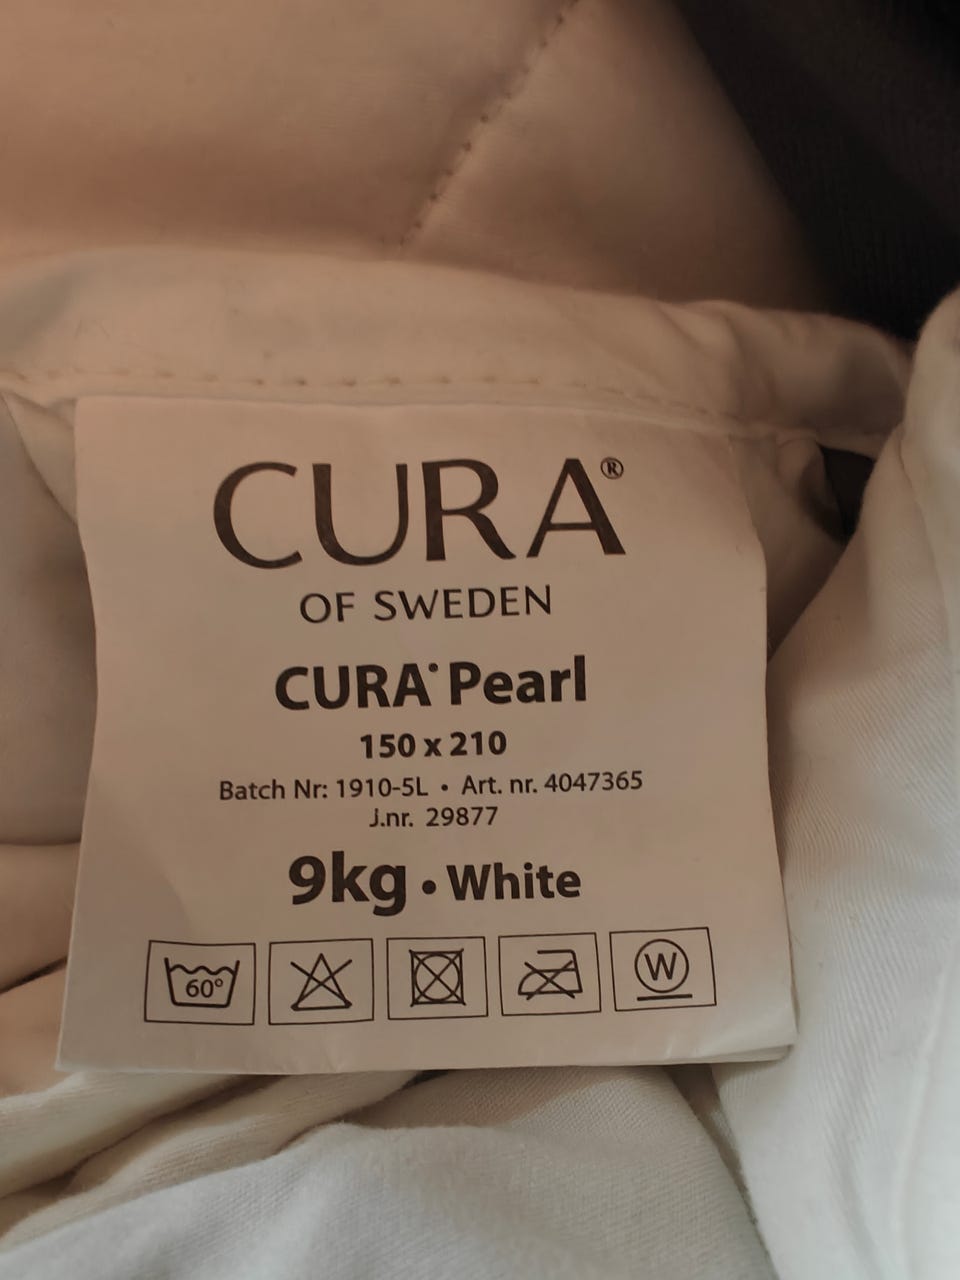 CURA®
OF SWEDEN
CURA® Pearl
150 x 210
Batch Nr: 1910-5L • Art. nr. 4047365
J.nr. 29877
9kg • White
60° W